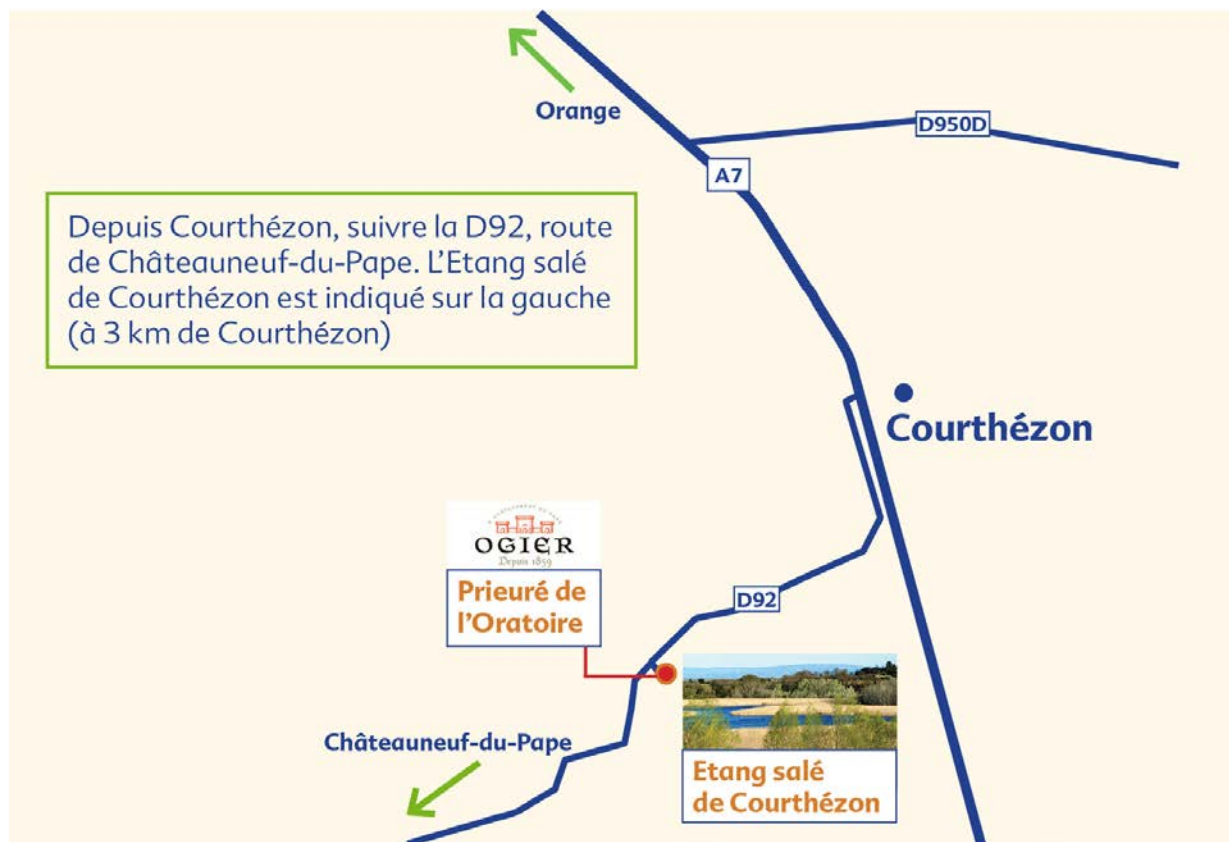 Orange
D950D
A7
Depuis Courthézon, suivre la D92, route
de Châteauneuf-du-Pape. L'Etang salé
de Courthézon est indiqué sur la gauche
(à 3 km de Courthézon)
Courthézon
OGIER
Depuis 1859
Prieuré de
l'Oratoire
D92
Châteauneuf-du-Pape
Etang salé
de Courthézon